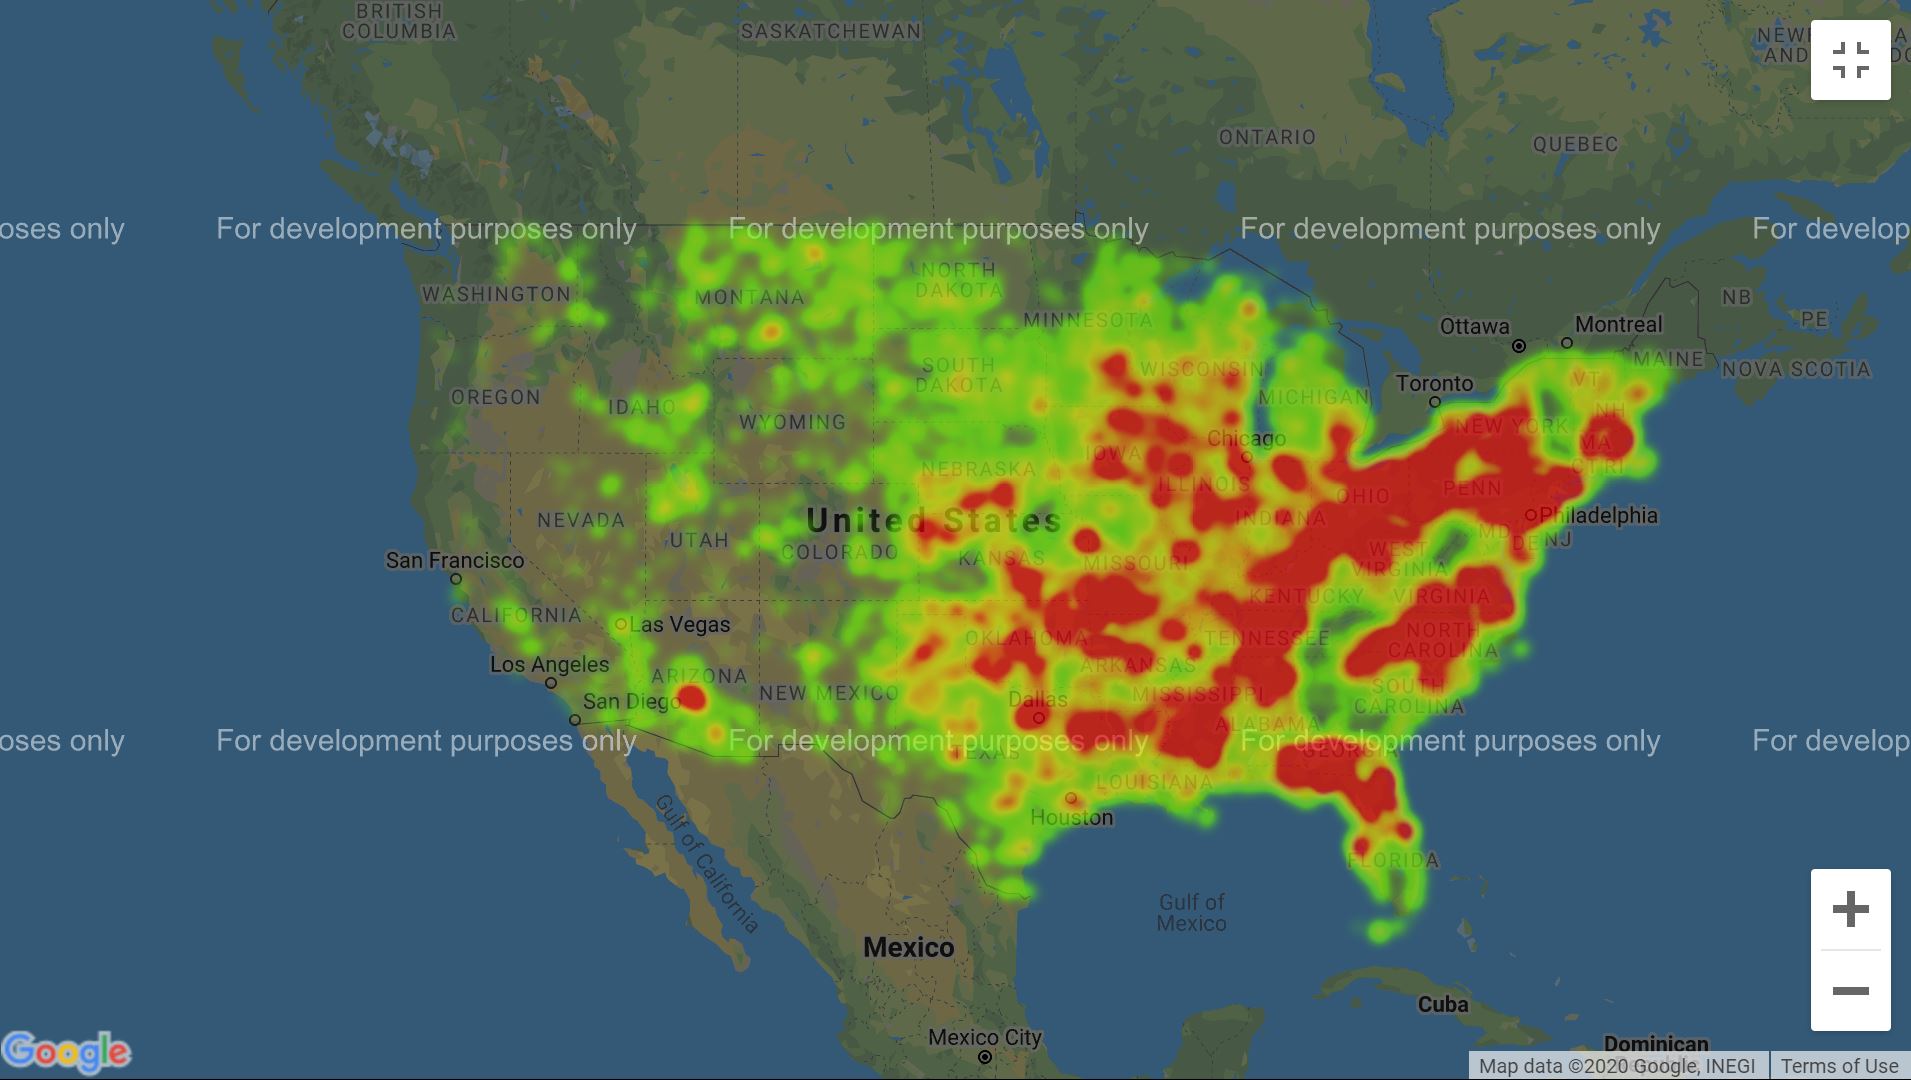 BRITISH
COLUMBIA
SASKATCHEWAN
ONTARIO
QUEBEC
oses only
For development purposes only
For development purposes only
For development purposes only
For develop
WASHINGTON
MONTANA
NORTH
DAKOTA
MINNESOTA
NB
PE
Ottawa
Montreal
MAINE
NOVA SCOTIA
OREGON
IDAHO
WYOMING
SOUTH
DAKOTA
WISCONSIN
MICHIGAN
Toronto
VT
NH
NEW YORK
MA
CT RI
Chicago
IOWA
NEBRASKA
ILLINOIS
INDIANA
OHIO
PENN
NEVADA
UTAH
United States
COLORADO
KANSAS
MISSOURI
WEST
VIRGINIA
MD
DE
NJ
Philadelphia
San Francisco
CALIFORNIA
Las Vegas
KENTUCKY
VIRGINIA
Los Angeles
ARIZONA
NEW MEXICO
OKLAHOMA
ARKANSAS
TENNESSEE
NORTH
CAROLINA
San Diego
Dallas
MISSISSIPPI
ALABAMA
SOUTH
CAROLINA
oses only
For development purposes only
For development purposes only
For development purposes only
For develop
TEXAS
GEORGIA
LOUISIANA
Houston
FLORIDA
Gulf of California
Gulf of
Mexico
Mexico
Cuba
Mexico City
Dominican
Google
Map data ©2020 Google, INEGI
Terms of Use